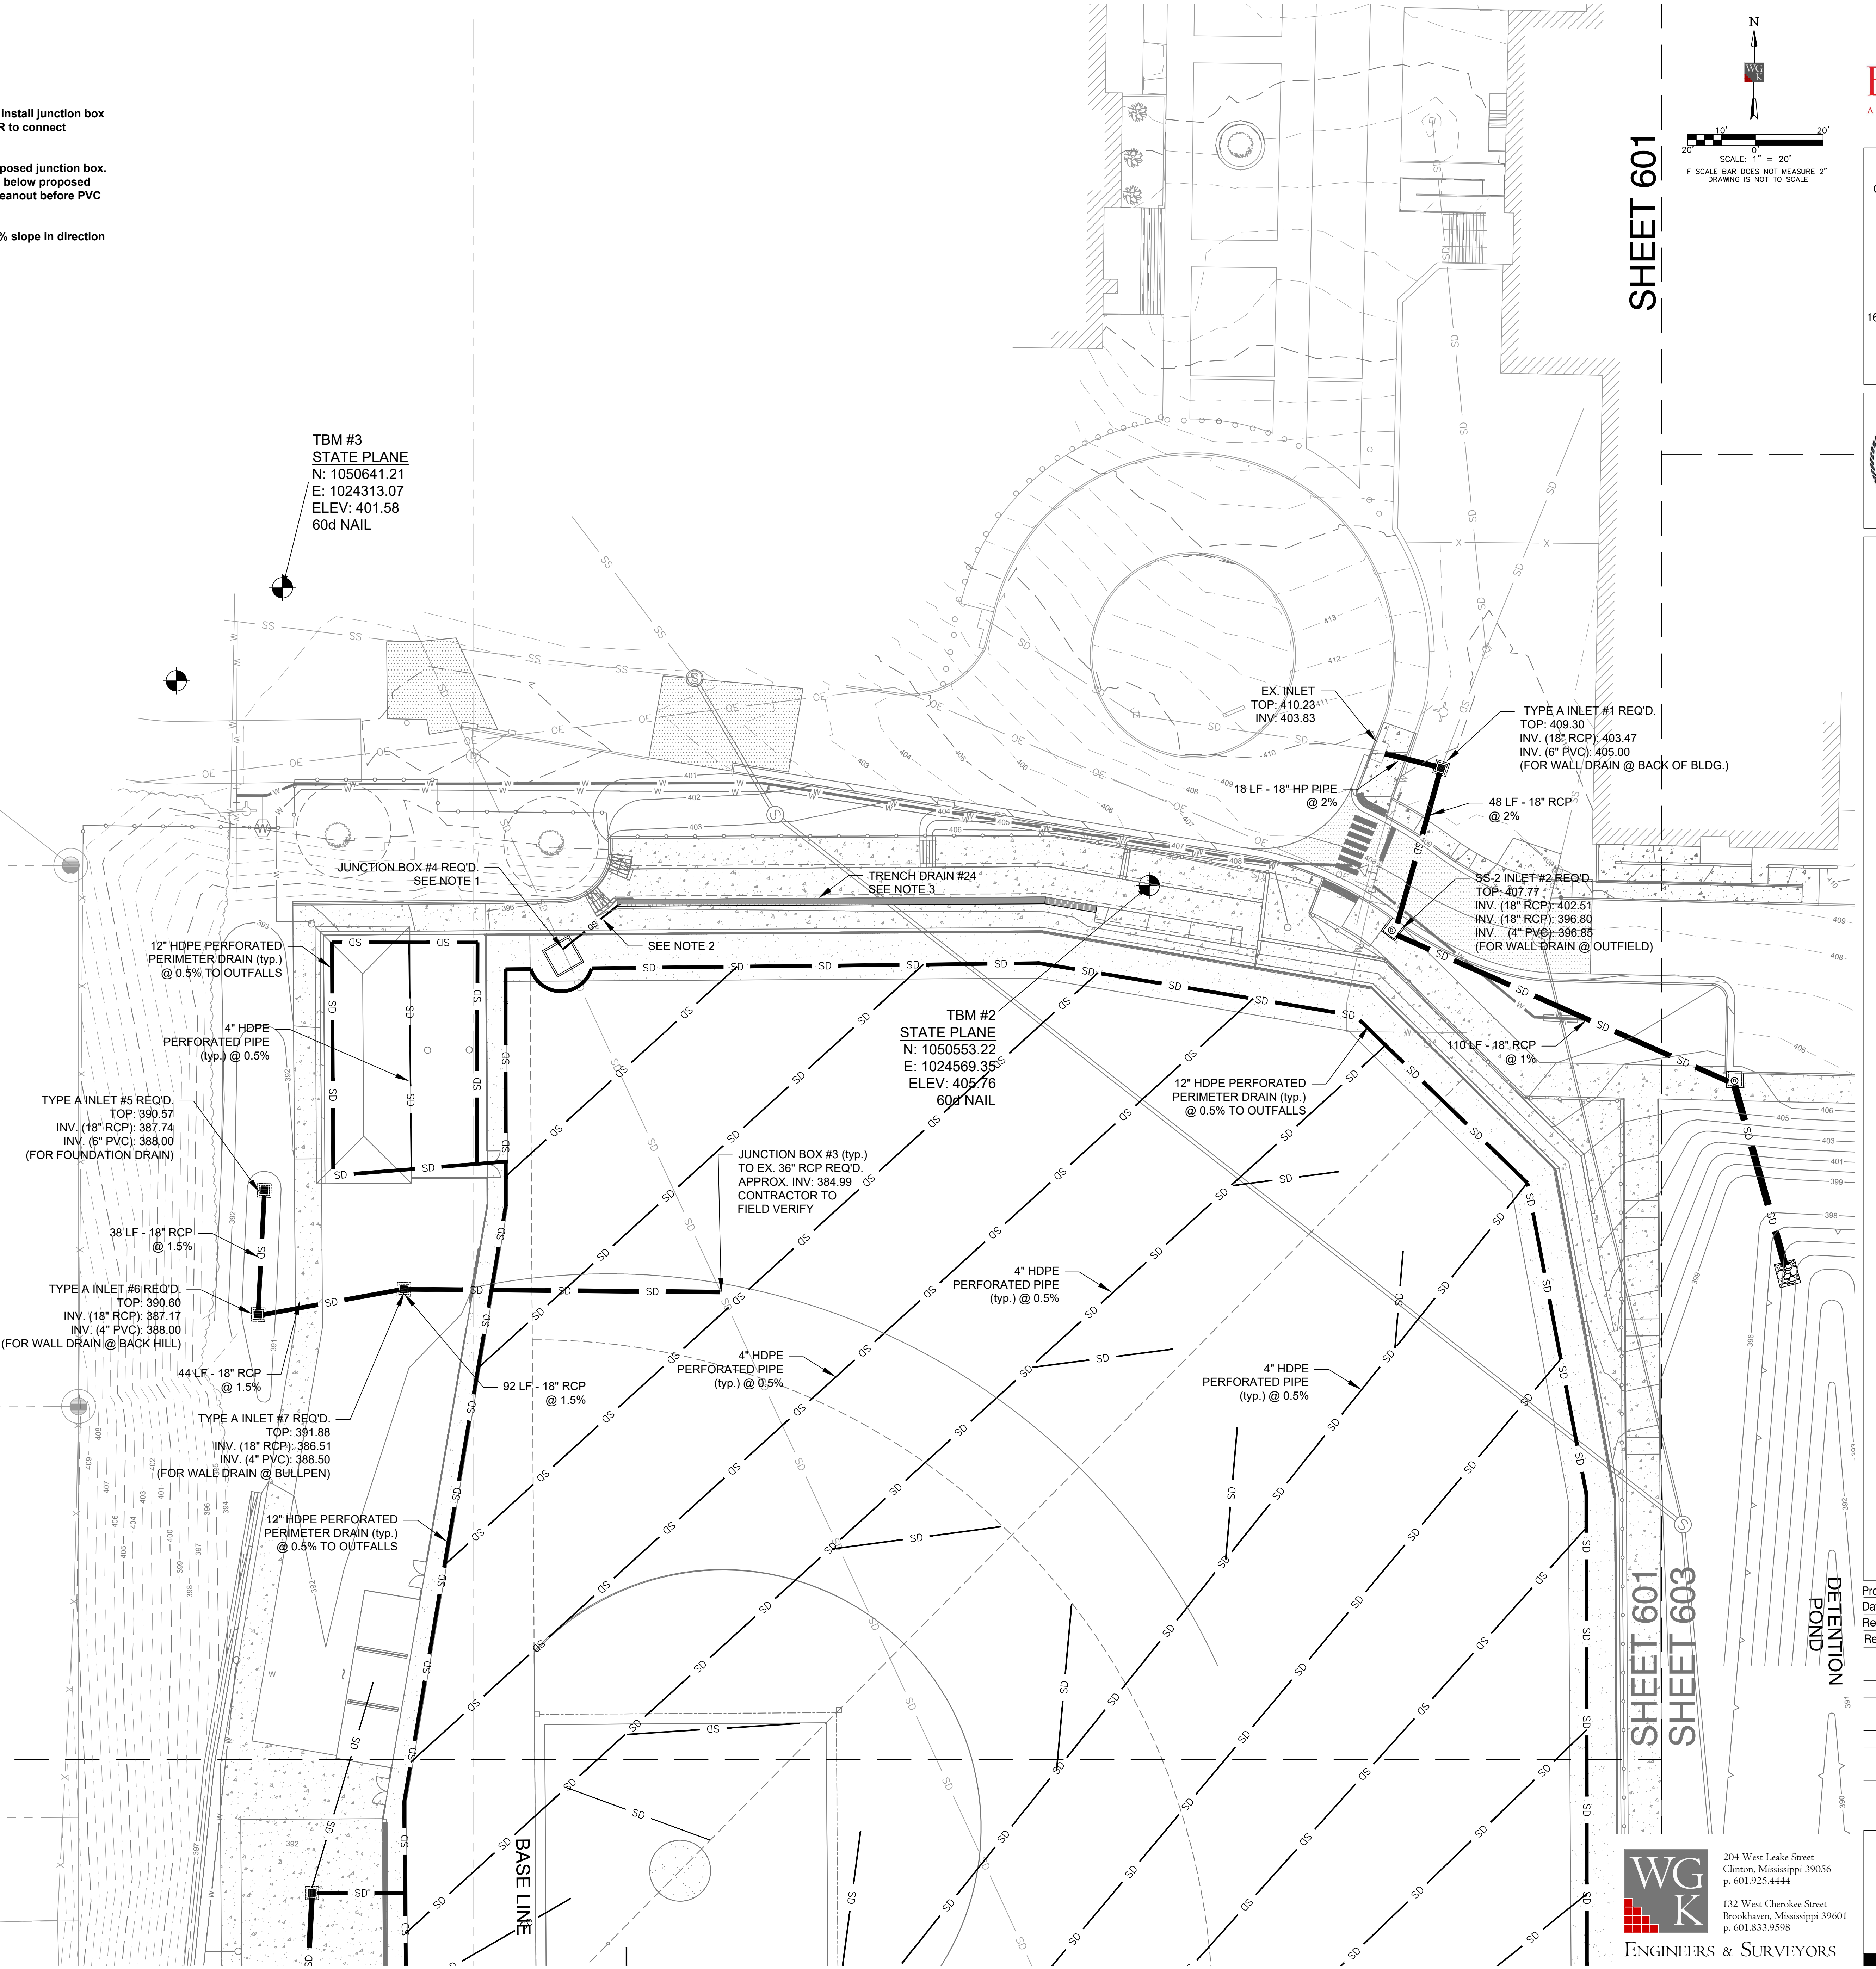 install junction box
R to connect
posed junction box.
below proposed
eanout before PVC
% slope in direction
N
WG
K
10'
20'
20'
0'
SCALE: 1" = 20'
IF SCALE BAR DOES NOT MEASURE 2"
DRAWING IS NOT TO SCALE
SHEET 601
TBM #3
STATE PLANE
N: 1050641.21
E: 1024313.07
ELEV: 401.58
60d NAIL
EX. INLET
TOP: 410.23
INV: 403.83
TYPE A INLET #1 REQ'D.
TOP: 409.30
INV. (18" RCP): 403.47
INV. (6" PVC): 405.00
(FOR WALL DRAIN @ BACK OF BLDG.)
18 LF - 18" HP PIPE
@ 2%
48 LF - 18" RCP
@ 2%
JUNCTION BOX #4 REQ'D.
SEE NOTE 1
TRENCH DRAIN #24
SEE NOTE 3
SEE NOTE 2
SS-2 INLET #2 REQ'D.
TOP: 407.77
INV. (18" RCP): 402.51
INV. (18" RCP): 396.80
INV. (4" PVC): 396.85
(FOR WALL DRAIN @ OUTFIELD)
12" HDPE PERFORATED
PERIMETER DRAIN (typ.)
@ 0.5% TO OUTFALLS
4" HDPE
PERFORATED PIPE
(typ.) @ 0.5%
TBM #2
STATE PLANE
N: 1050553.22
E: 1024569.35
ELEV: 405.76
60d NAIL
110 LF - 18" RCP
@ 1%
12" HDPE PERFORATED
PERIMETER DRAIN (typ.)
@ 0.5% TO OUTFALLS
TYPE A INLET #5 REQ'D.
TOP: 390.57
INV. (18" RCP): 387.74
INV. (6" PVC): 388.00
(FOR FOUNDATION DRAIN)
JUNCTION BOX #3 (typ.)
TO EX. 36" RCP REQ'D.
APPROX. INV: 384.99
CONTRACTOR TO
FIELD VERIFY
38 LF - 18" RCP
@ 1.5%
TYPE A INLET #6 REQ'D.
TOP: 390.60
INV. (18" RCP): 387.17
INV. (4" PVC): 388.00
(FOR WALL DRAIN @ BACK HILL)
44 LF - 18" RCP
@ 1.5%
92 LF - 18" RCP
@ 1.5%
4" HDPE
PERFORATED PIPE
(typ.) @ 0.5%
4" HDPE
PERFORATED PIPE
(typ.) @ 0.5%
4" HDPE
PERFORATED PIPE
(typ.) @ 0.5%
TYPE A INLET #7 REQ'D.
TOP: 391.88
INV. (18" RCP): 386.51
INV. (4" PVC): 388.50
(FOR WALL DRAIN @ BULLPEN)
12" HDPE PERFORATED
PERIMETER DRAIN (typ.)
@ 0.5% TO OUTFALLS
BASE LINE
SHEET 601
SHEET 603
DETENTION
POND
WG
K
ENGINEERS & SURVEYORS
204 West Leake Street
Clinton, Mississippi 39056
p. 601.925.4444
132 West Cherokee Street
Brookhaven, Mississippi 39601
p. 601.833.9598